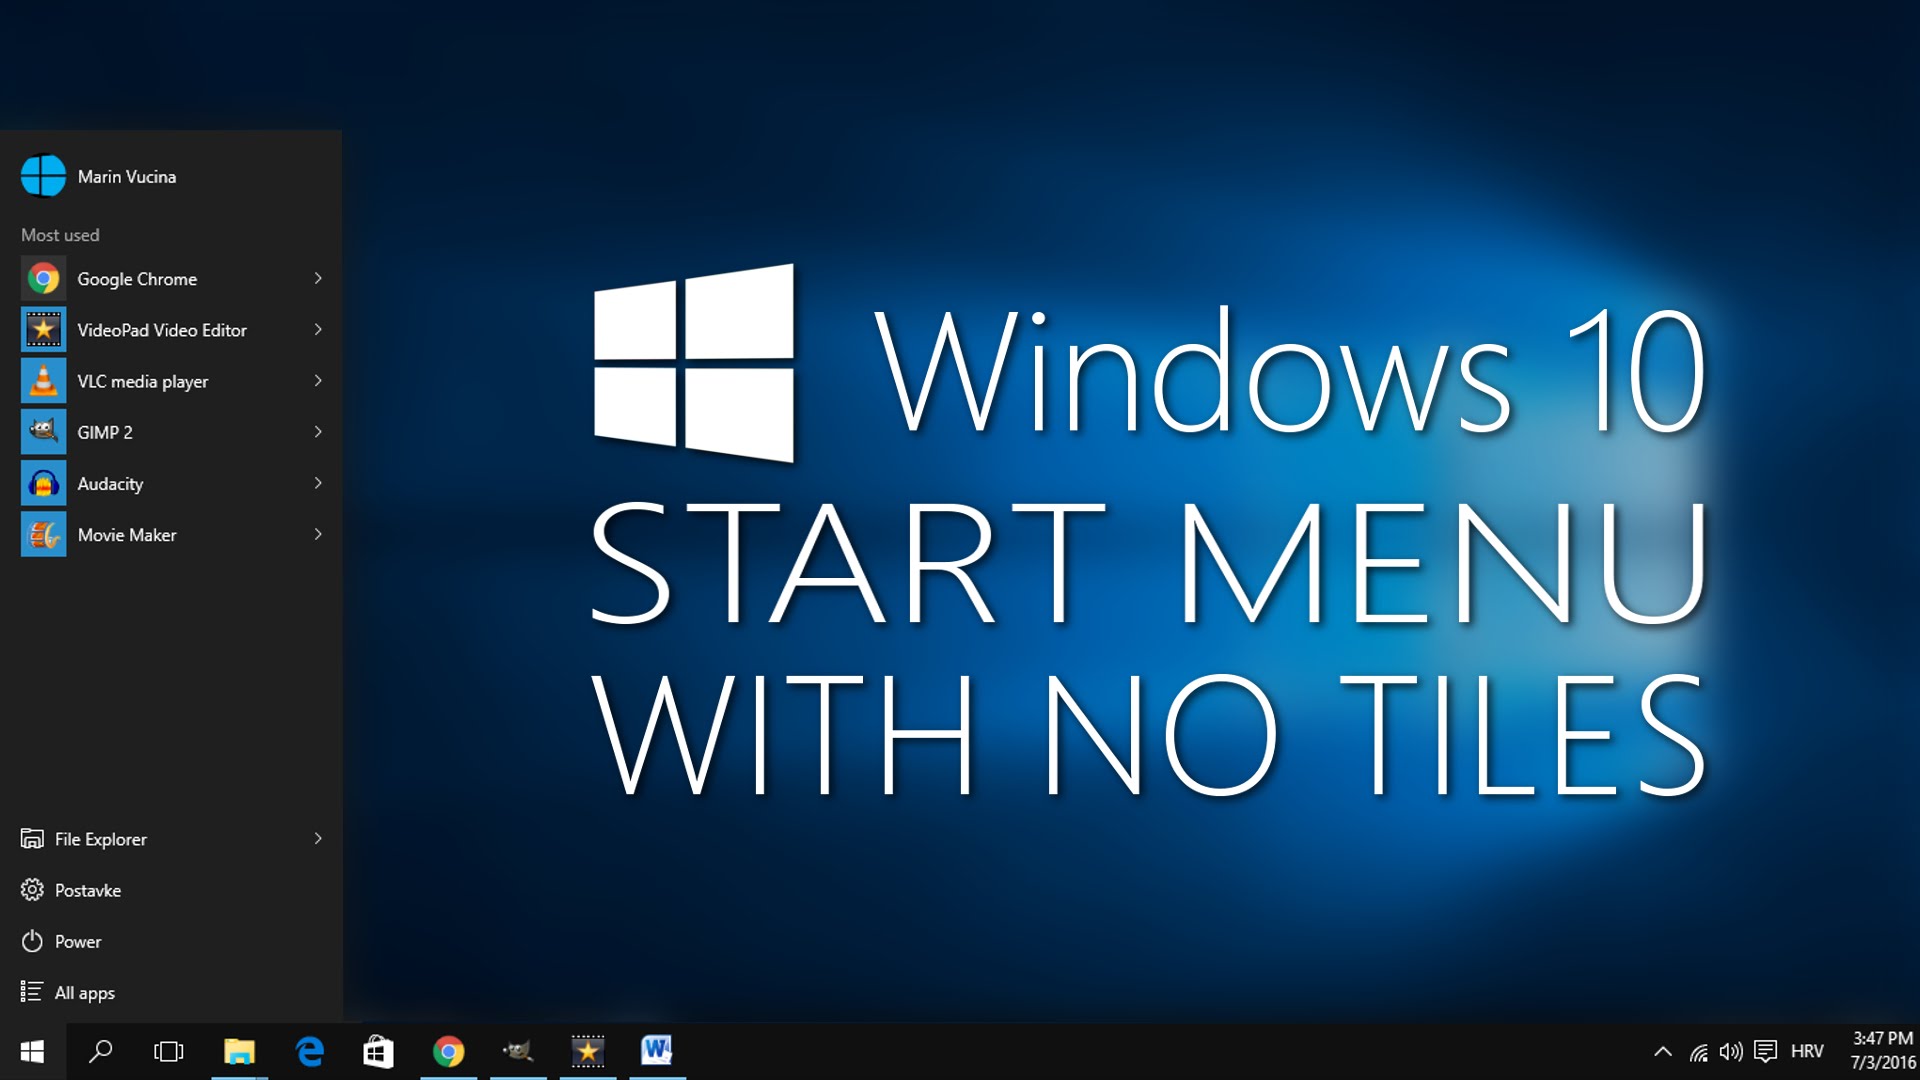 Marin Vucina
Most used
Google Chrome
VideoPad Video Editor
VLC media player
GIMP 2
Audacity
Movie Maker
File Explorer
Postavke
Power
All apps
Windows 10
START MENU
WITH NO TILES
HRV
3:47 PM
7/3/2016